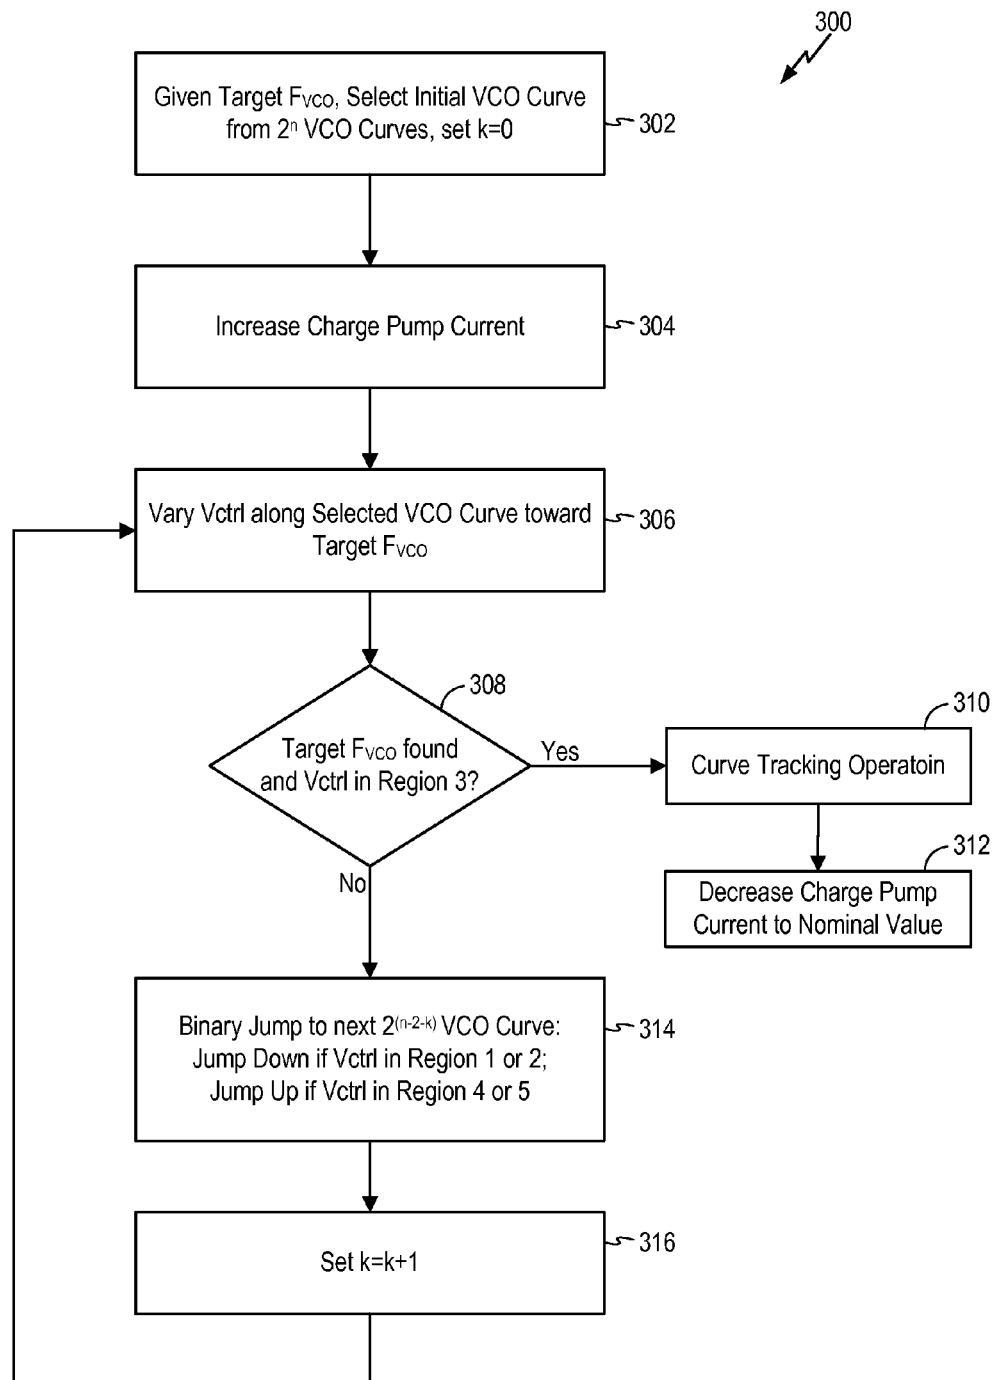 300
Given Target FVCO, Select Initial VCO Curve
from 2ⁿ VCO Curves, set k=0
302
Increase Charge Pump Current
304
Vary Vctrl along Selected VCO Curve toward
Target FVCO
306
308
Target FVCO found
and Vctrl in Region 3?
Yes
310
Curve Tracking Operatoin
312
Decrease Charge Pump
Current to Nominal Value
No
Binary Jump to next 2⁽ⁿ⁻²⁻ᵏ⁾ VCO Curve:
Jump Down if Vctrl in Region 1 or 2;
Jump Up if Vctrl in Region 4 or 5
314
Set k=k+1
316